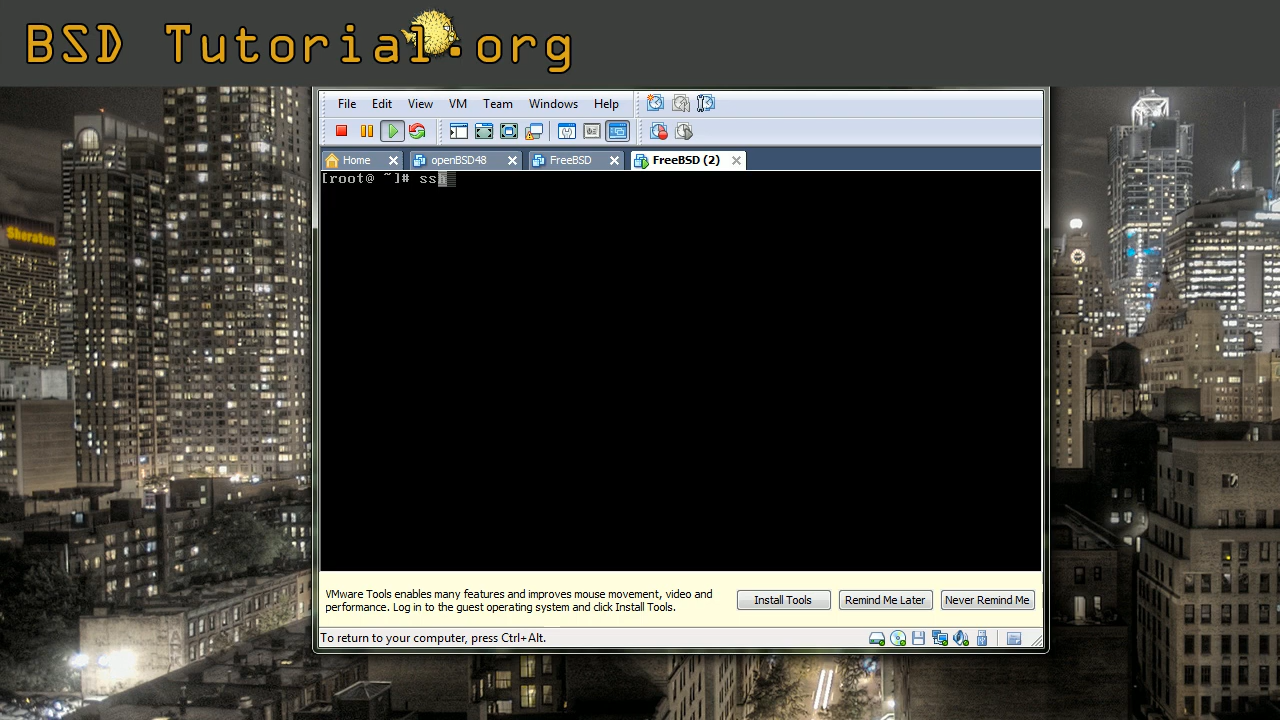 BSD Tutorial.org
File Edit View VM Team Windows Help
Home openBSD48 FreeBSD FreeBSD (2)
[root@ ~]# ss
Sheraton
VMware Tools enables many features and improves mouse movement, video and
performance. Log in to the guest operating system and click Install Tools.
Install Tools Remind Me Later Never Remind Me
To return to your computer, press Ctrl+Alt.